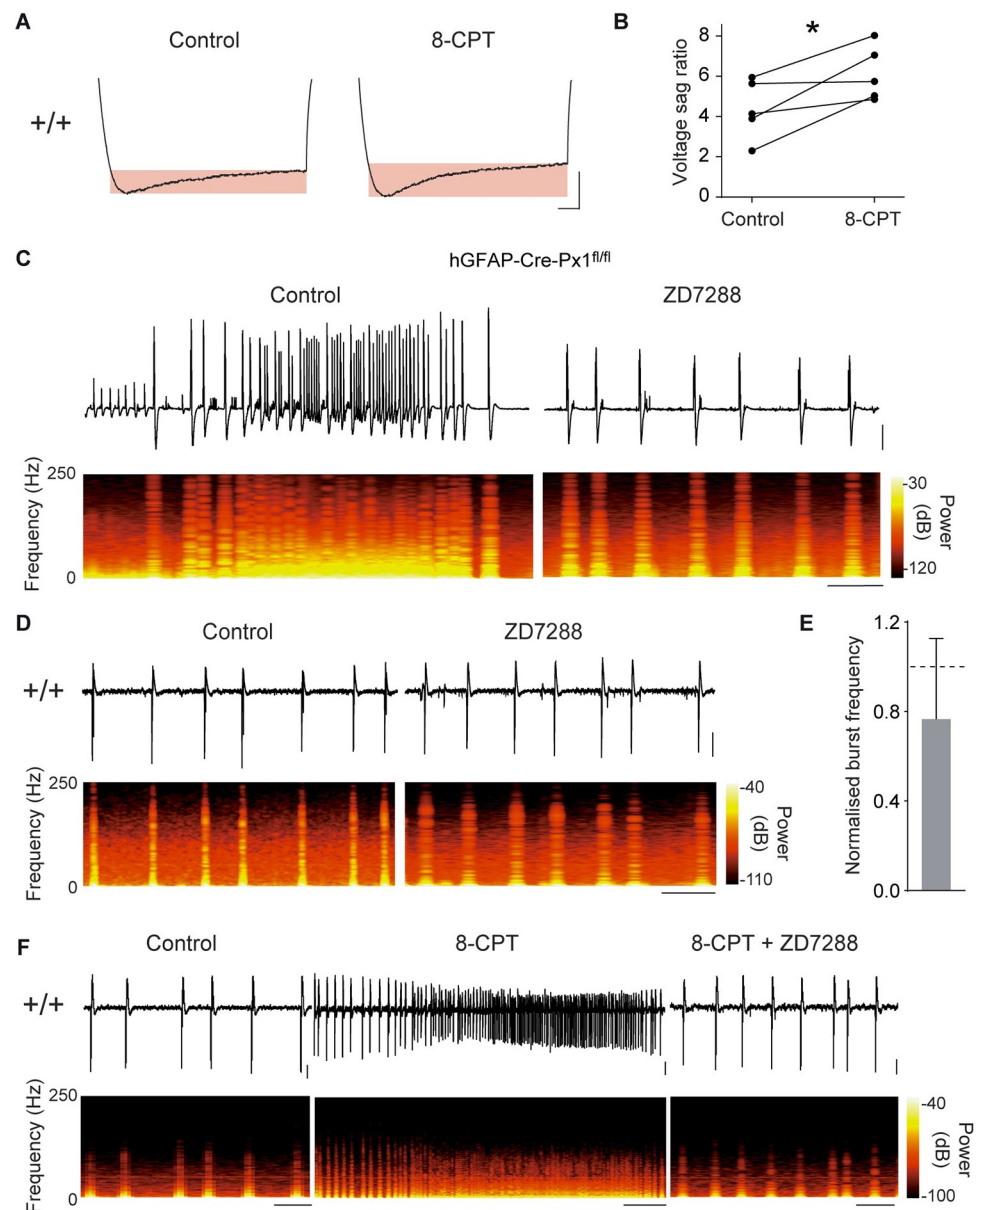 A
Control
8-CPT
+/+
B
Voltage sag ratio
8
6
4
2
0
*
Control
8-CPT
C
hGFAP-Cre-Px1fl/fl
Control
ZD7288
Frequency (Hz)
250
0
-30
-120
Power
(dB)
D
Control
ZD7288
+/+
Frequency (Hz)
250
0
-40
-110
Power
(dB)
E
Normalised burst frequency
1.2
0.8
0.4
0.0
F
Control
8-CPT
8-CPT + ZD7288
+/+
Frequency (Hz)
250
0
-40
-100
Power
(dB)